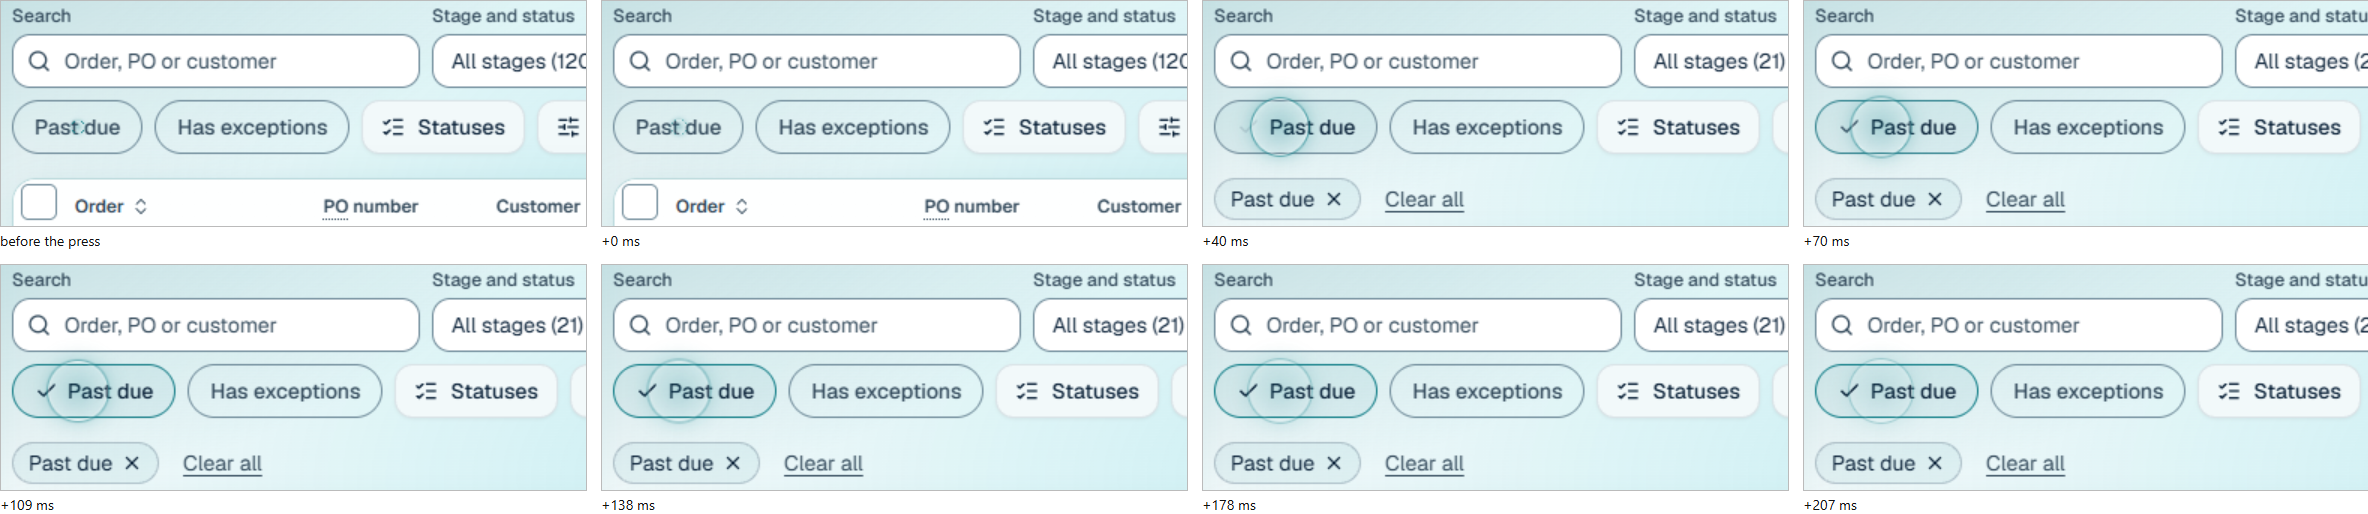 Search Stage and status
Order, PO or customer All stages (120
Past due Has exceptions Statuses
Order PO number Customer
before the press
Search Stage and status
Order, PO or customer All stages (120
Past due Has exceptions Statuses
Order PO number Customer
+0 ms
Search Stage and status
Order, PO or customer All stages (21)
Past due Has exceptions Statuses
Past due Clear all
+40 ms
Search Stage and statu
Order, PO or customer All stages (2
Past due Has exceptions Statuses
Past due Clear all
+70 ms
Search Stage and status
Order, PO or customer All stages (21)
Past due Has exceptions Statuses
Past due Clear all
+109 ms
Search Stage and status
Order, PO or customer All stages (21)
Past due Has exceptions Statuses
Past due Clear all
+138 ms
Search Stage and status
Order, PO or customer All stages (21)
Past due Has exceptions Statuses
Past due Clear all
+178 ms
Search Stage and statu
Order, PO or customer All stages (2
Past due Has exceptions Statuses
Past due Clear all
+207 ms